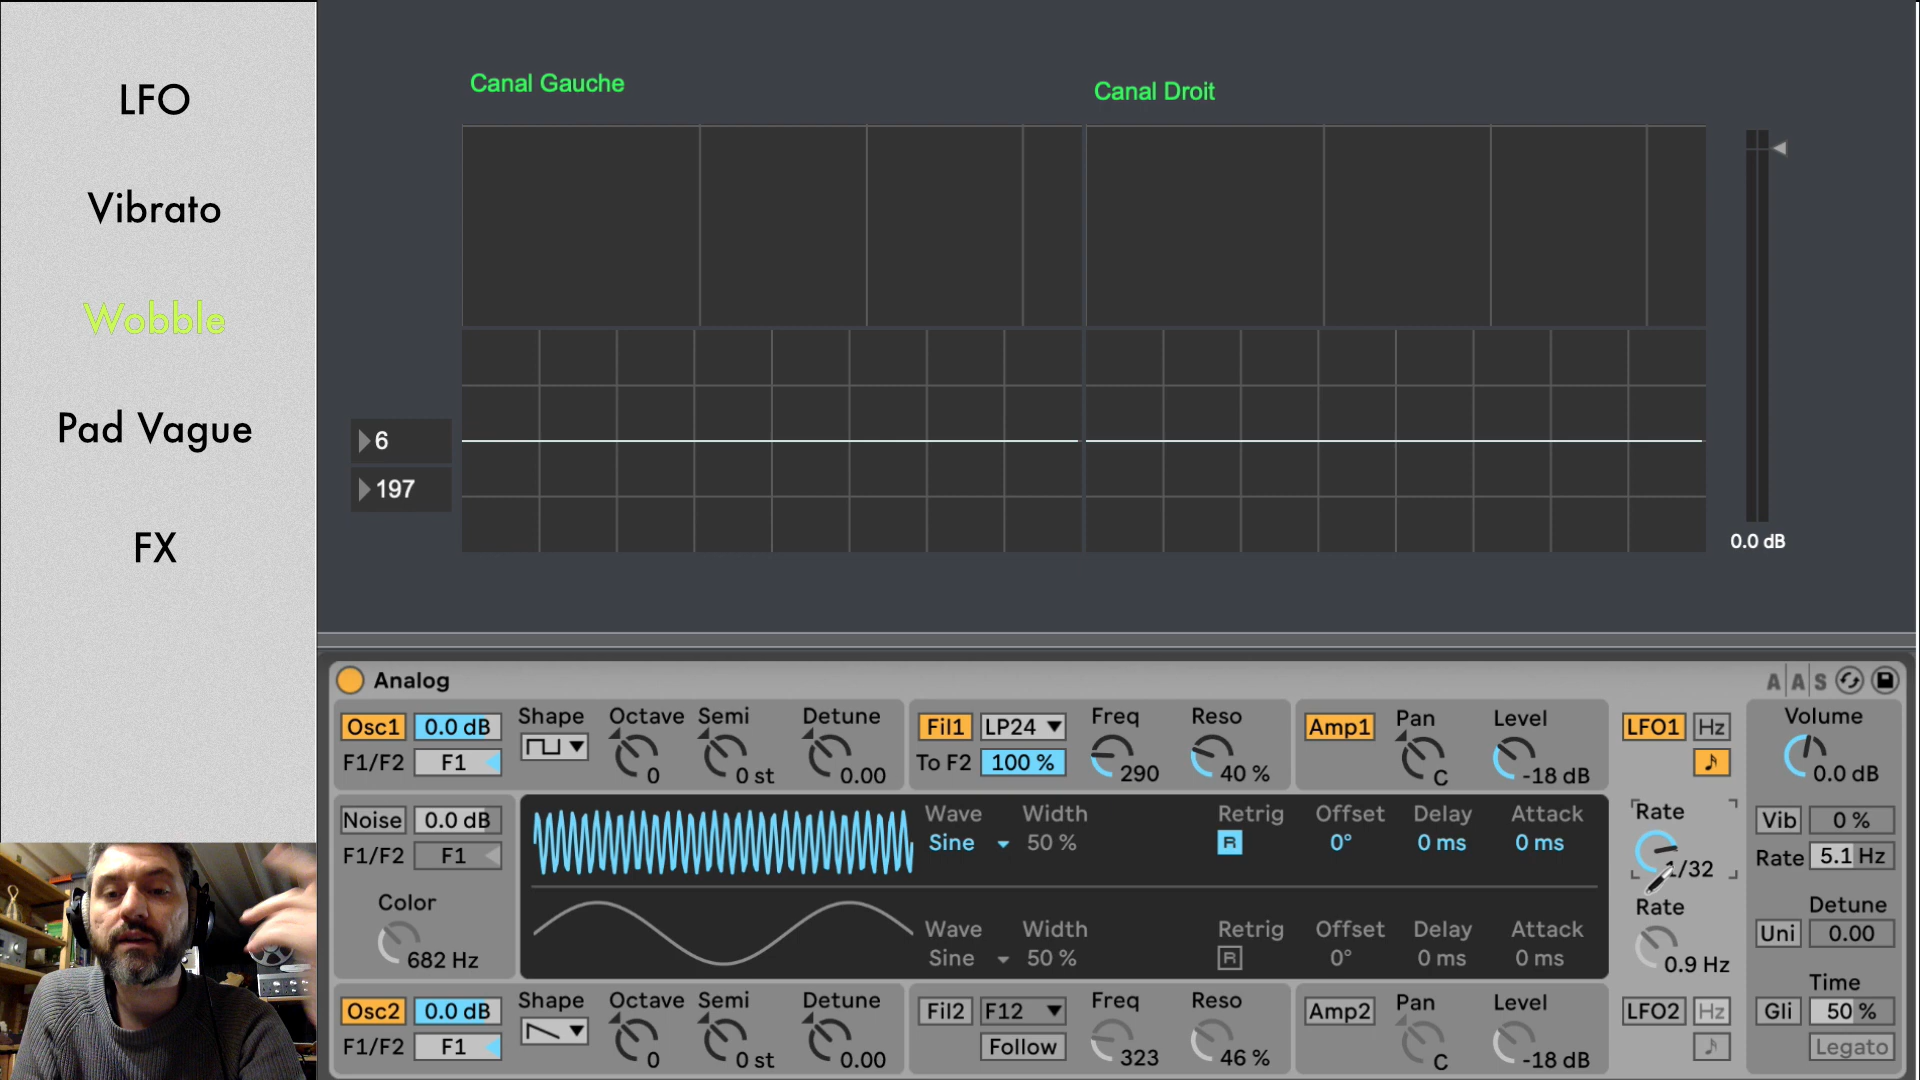 LFO
Vibrato
Wobble
Pad Vague
FX
Canal Gauche
Canal Droit
6
197
0.0 dB
Analog
A A S
Osc1 0.0 dB Shape Octave Semi Detune
F1/F2 F1 0 0 st 0.00
Fil1 LP24 Freq Reso
To F2 100 % 290 40 %
Amp1 Pan Level
C -18 dB
LFO1 Hz
Volume
0.0 dB
Noise 0.0 dB
F1/F2 F1
Color
682 Hz
Wave Width Retrig Offset Delay Attack
Sine 50 % R 0° 0 ms 0 ms
Wave Width Retrig Offset Delay Attack
Sine 50 % R 0° 0 ms 0 ms
Rate
1/32
Rate
0.9 Hz
Vib 0 %
Rate 5.1 Hz
Detune
Uni 0.00
Time
Gli 50 %
Legato
Osc2 0.0 dB Shape Octave Semi Detune
F1/F2 F1 0 0 st 0.00
Fil2 F12 Freq Reso
Follow 323 46 %
Amp2 Pan Level
C -18 dB
LFO2 Hz